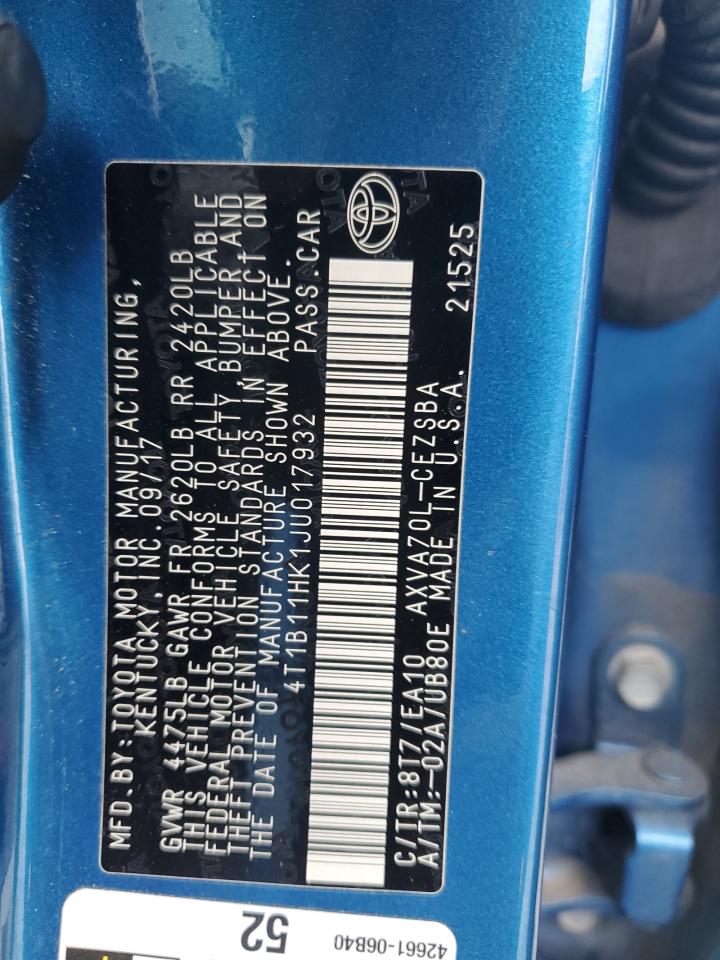 MFD.BY:TOYOTA MOTOR MANUFACTURING,
KENTUCKY,INC 09/17
GVWR 4475LB GAWR FR 2620LB RR 2420LB
THIS VEHICLE CONFORMS TO ALL APPLICABLE
FEDERAL MOTOR VEHICLE SAFETY,BUMPER,AND
THEFT PREVENTION STANDARDS IN EFFECT ON
THE DATE OF MANUFACTURE SHOWN ABOVE.
4T1B11HK1JU017932 PASS.CAR
C/TR:8T7/EA10 AXVA70L-CEZSBA
A/TM:-02A/UB80E MADE IN U.S.A. 21525
52
42661-06B40